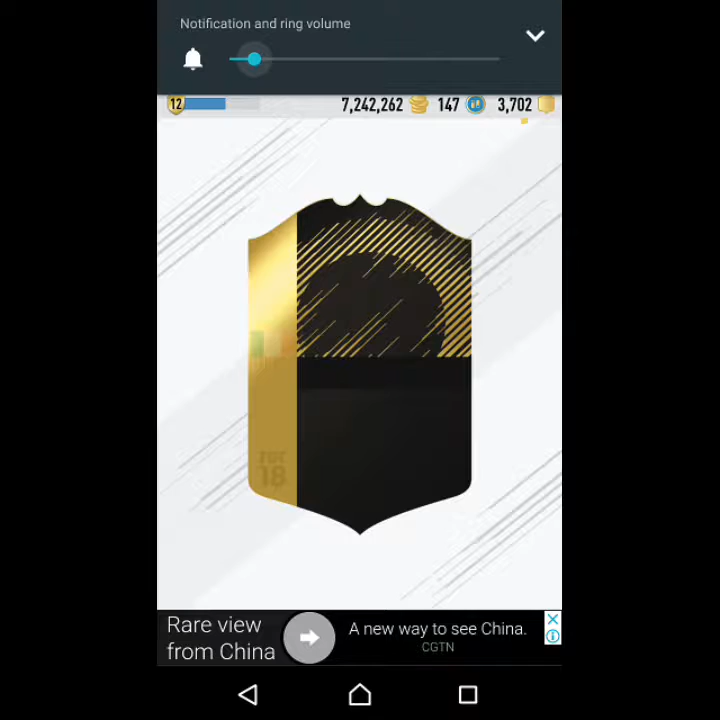 Notification and ring volume
12
7,242,262 147 3,702
FUT
18
Rare view
from China
A new way to see China.
CGTN